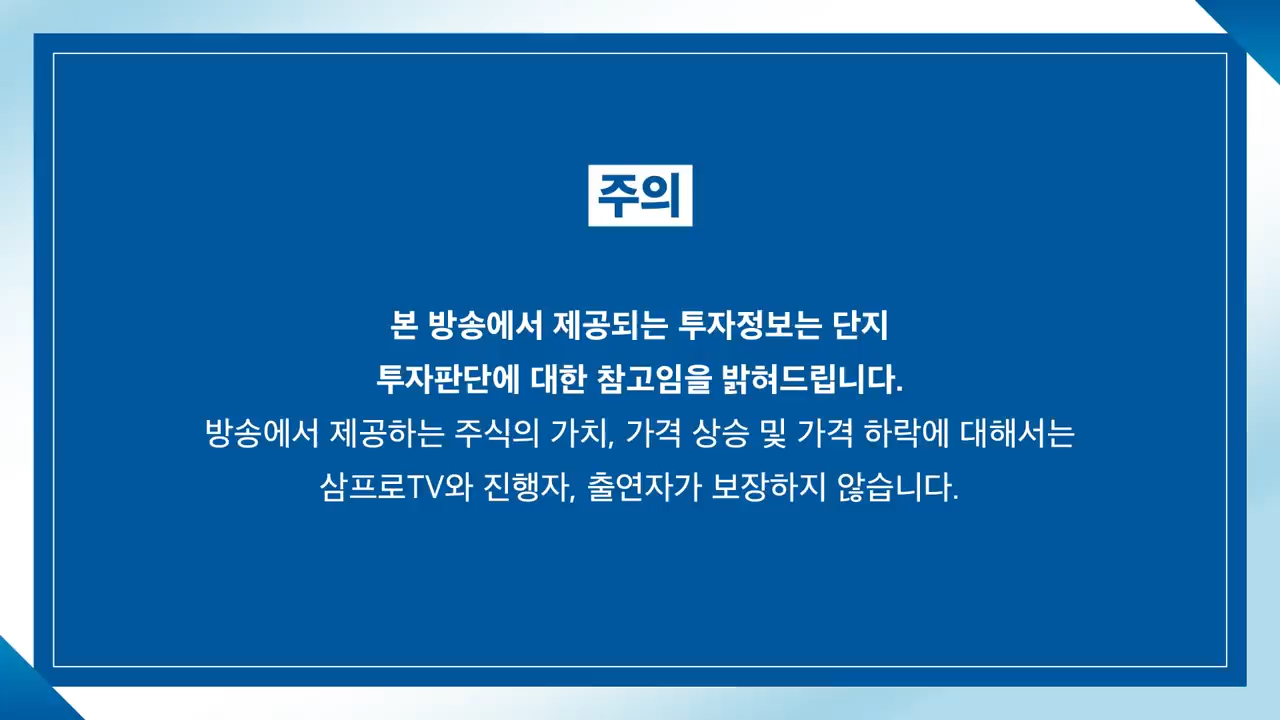 주의
본 방송에서 제공되는 투자정보는 단지
투자판단에 대한 참고임을 밝혀드립니다.
방송에서 제공하는 주식의 가치, 가격 상승 및 가격 하락에 대해서는
삼프로TV와 진행자, 출연자가 보장하지 않습니다.